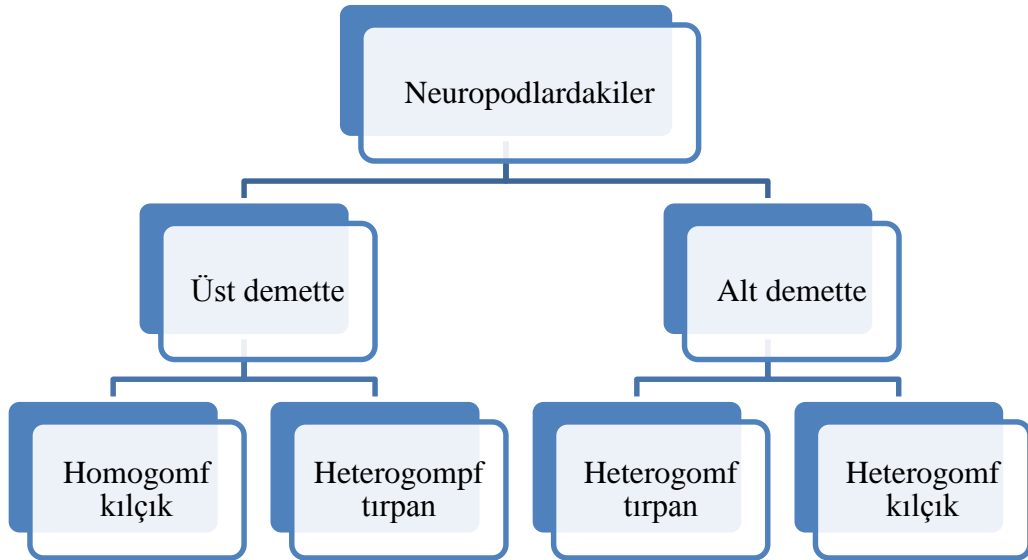 Neuropodlardakiler
Üst demette
Alt demette
Homogomf
kılçık
Heterogompf
tırpan
Heterogomf
tırpan
Heterogomf
kılçık